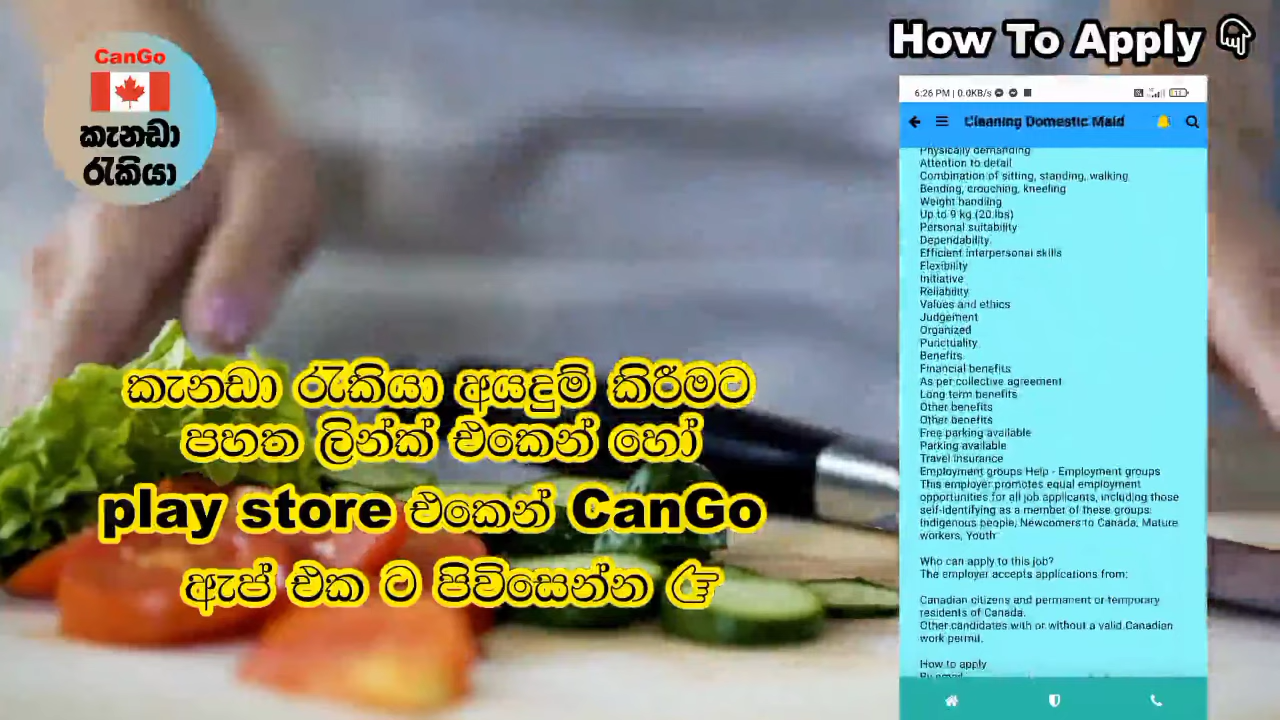 CanGo
කැනඩා
රැකියා
How To Apply
කැනඩා රැකියා අයදුම් කිරීමට
පහත ලින්ක් එකෙන් හෝ
play store එකෙන් CanGo
ඇප් එක ට පිවිසෙන්න
6:26 PM | 0.0KB/s
Cleaning Domestic Maid
Physically demanding
Attention to detail
Combination of sitting, standing, walking
Bending, crouching, kneeling
Weight handling
Up to 9 kg (20 lbs)
Personal suitability
Dependability
Efficient interpersonal skills
Flexibility
Initiative
Reliability
Values and ethics
Judgement
Organized
Punctuality
Benefits
Financial benefits
As per collective agreement
Long term benefits
Other benefits
Other benefits
Free parking available
Parking available
Travel insurance
Employment groups Help - Employment groups
This employer promotes equal employment
opportunities for all job applicants, including those
self-identifying as a member of these groups:
Indigenous people, Newcomers to Canada, Mature
workers, Youth
Who can apply to this job?
The employer accepts applications from:
Canadian citizens and permanent or temporary
residents of Canada.
Other candidates with or without a valid Canadian
work permit.
How to apply
By email